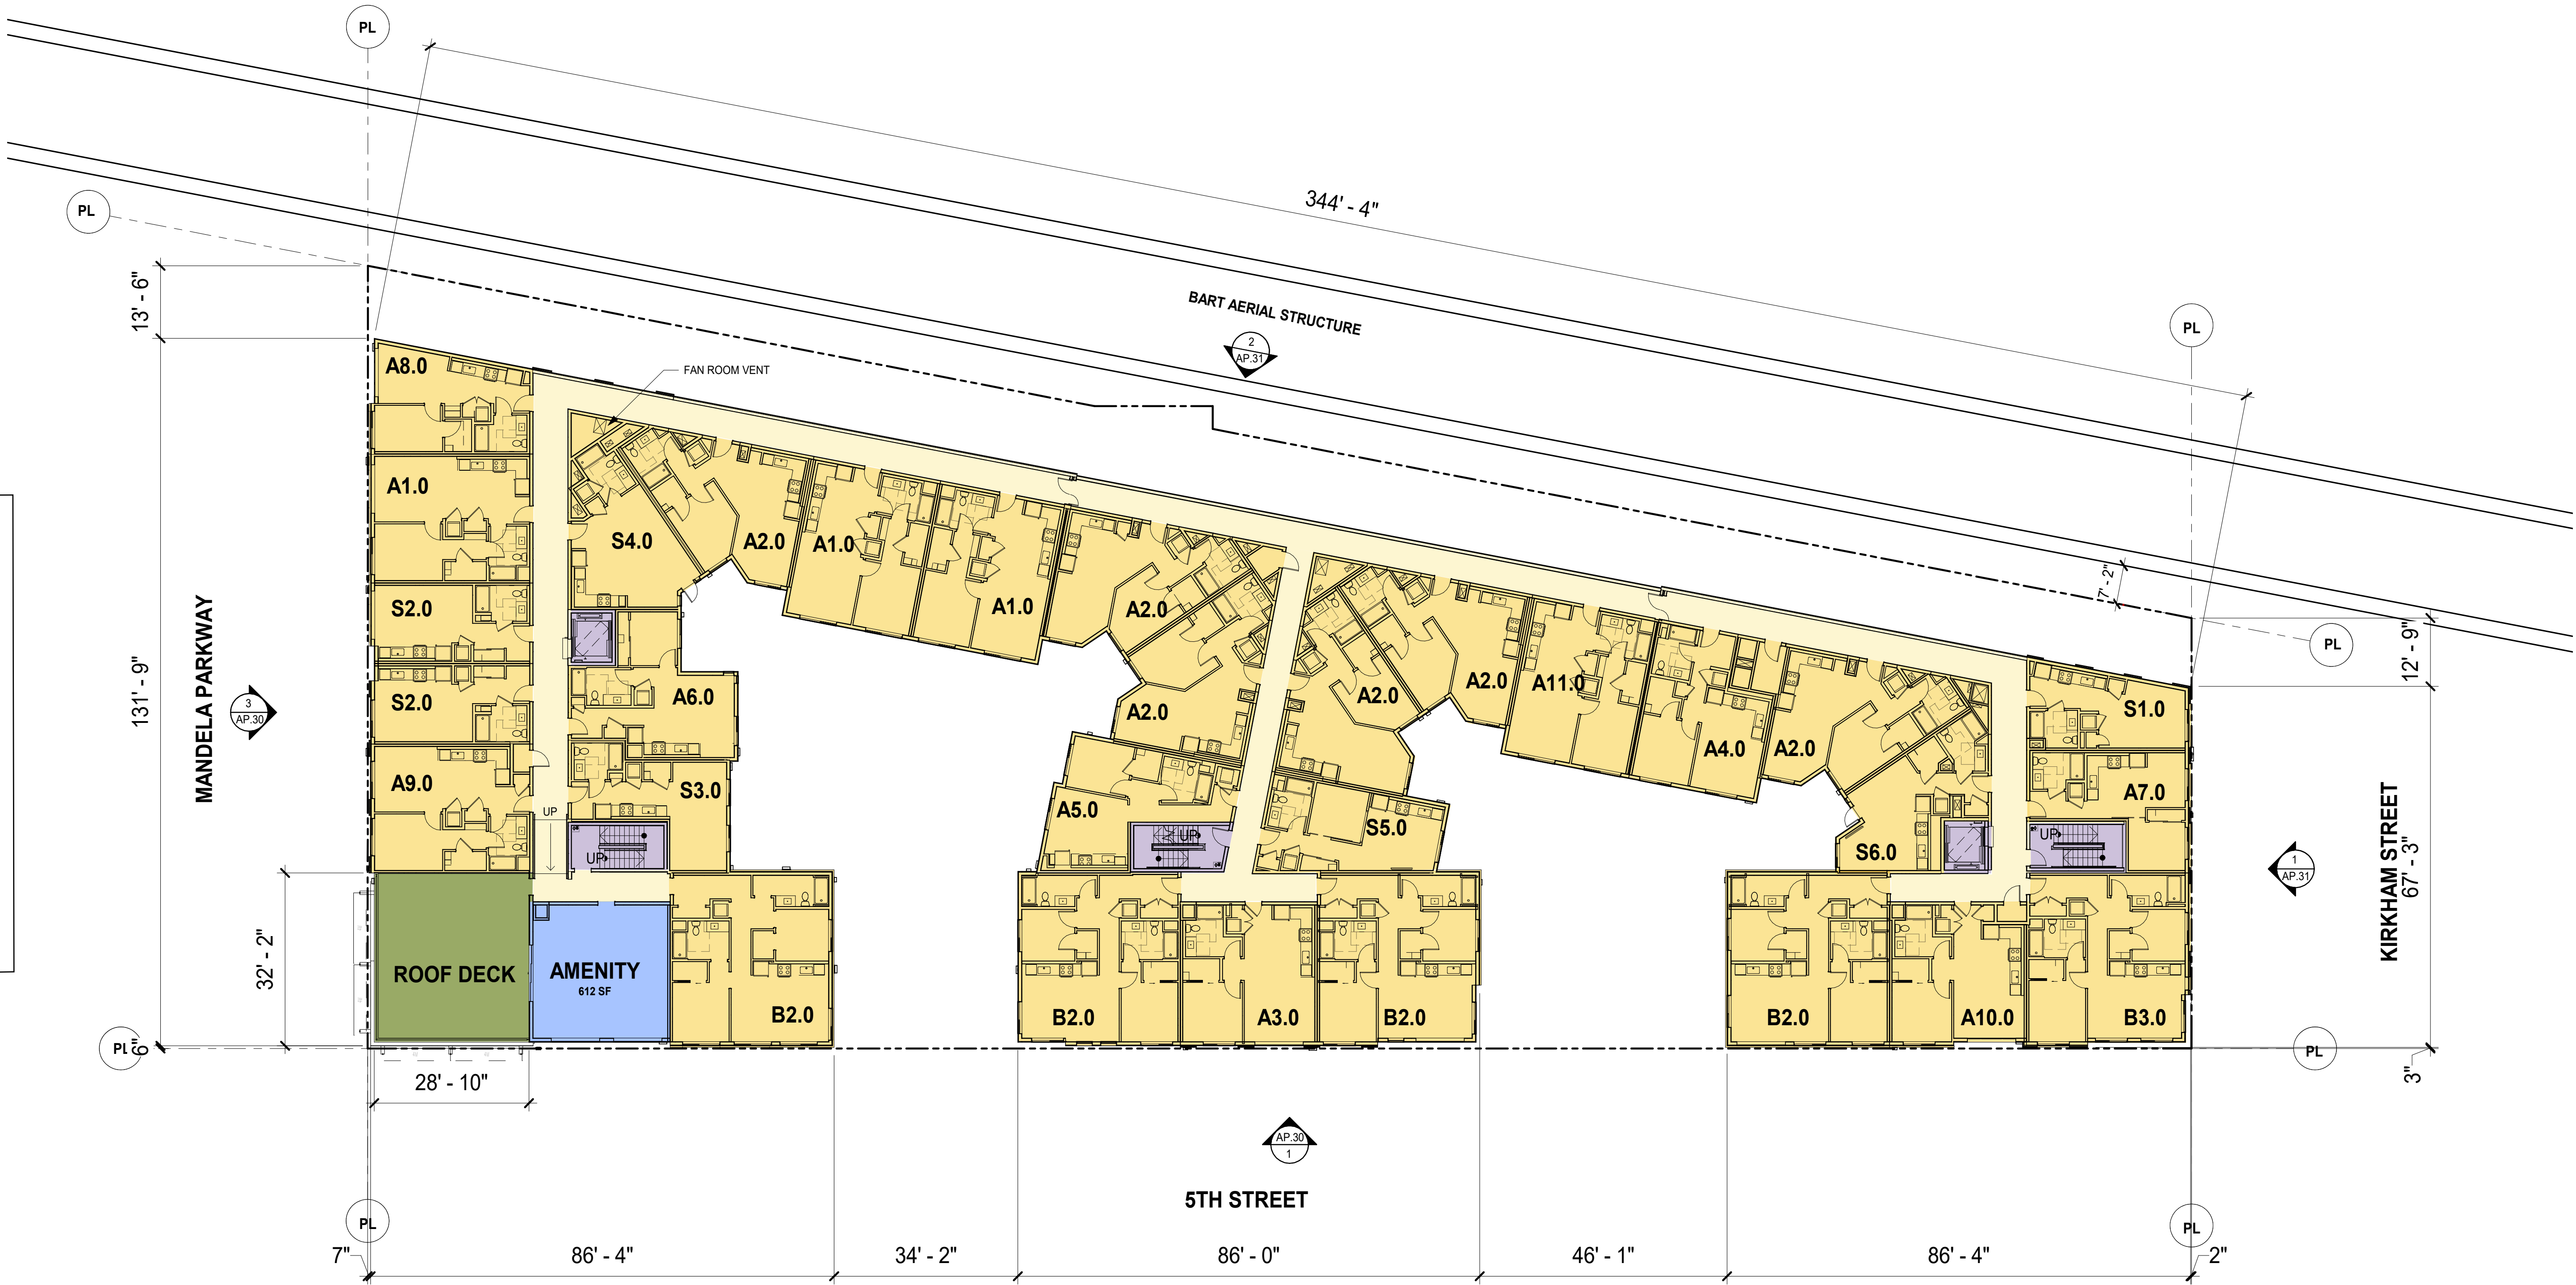 PL
344' - 4"
PL
13' - 6"
BART AERIAL STRUCTURE
2
AP.31
PL
FAN ROOM VENT
A8.0
A1.0
S4.0
A2.0
A1.0
A1.0
A2.0
7' - 2"
S2.0
S2.0
A6.0
A2.0
A2.0
A2.0
A11.0
A4.0
A2.0
S1.0
PL
12' - 9"
MANDELA PARKWAY
3
AP.30
131' - 9"
A9.0
S3.0
UP
UP
A5.0
UP
S5.0
S6.0
A7.0
UP
1
AP.31
KIRKHAM STREET
67' - 3"
32' - 2"
ROOF DECK
AMENITY
612 SF
B2.0
B2.0
A3.0
B2.0
B2.0
A10.0
B3.0
PL
6"
PL
3"
28' - 10"
AP.30
1
5TH STREET
PL
PL
7"
86' - 4"
34' - 2"
86' - 0"
46' - 1"
86' - 4"
2"